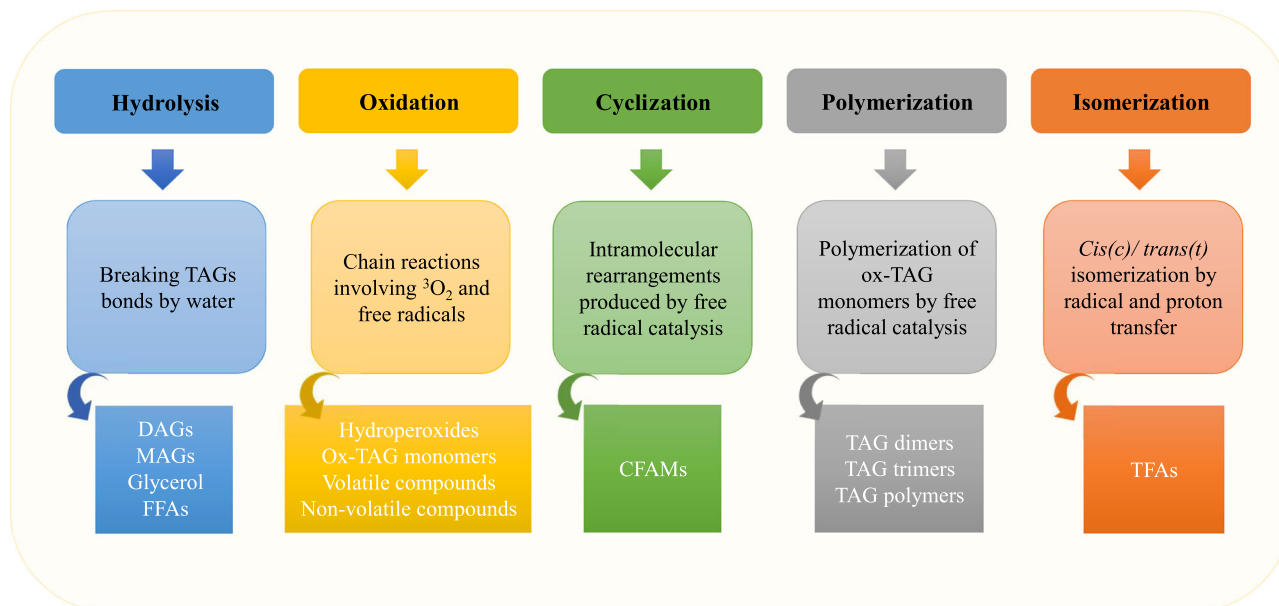 Hydrolysis
Breaking TAGs
bonds by water
DAGs
MAGs
Glycerol
FFAs
Oxidation
Chain reactions
involving ³O₂ and
free radicals
Hydroperoxides
Ox-TAG monomers
Volatile compounds
Non-volatile compounds
Cyclization
Intramolecular
rearrangements
produced by free
radical catalysis
CFAMs
Polymerization
Polymerization of
ox-TAG
monomers by free
radical catalysis
TAG dimers
TAG trimers
TAG polymers
Isomerization
Cis(c)/ trans(t)
isomerization by
radical and proton
transfer
TFAs